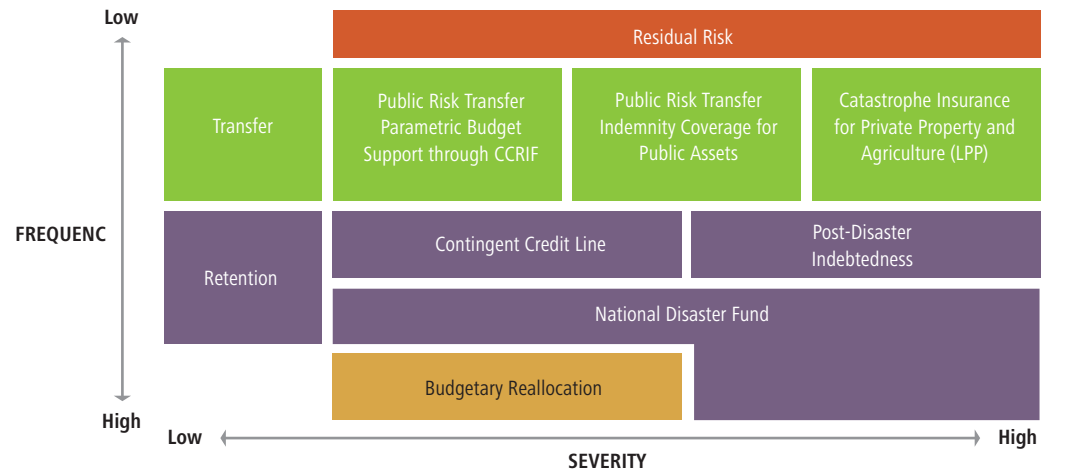 Low
Residual Risk
Transfer
Public Risk Transfer
Parametric Budget
Support through CCRIF
Public Risk Transfer
Indemnity Coverage for
Public Assets
Catastrophe Insurance
for Private Property and
Agriculture (LPP)
FREQUENC
Retention
Contingent Credit Line
Post-Disaster
Indebtedness
National Disaster Fund
Budgetary Reallocation
High
Low
High
SEVERITY